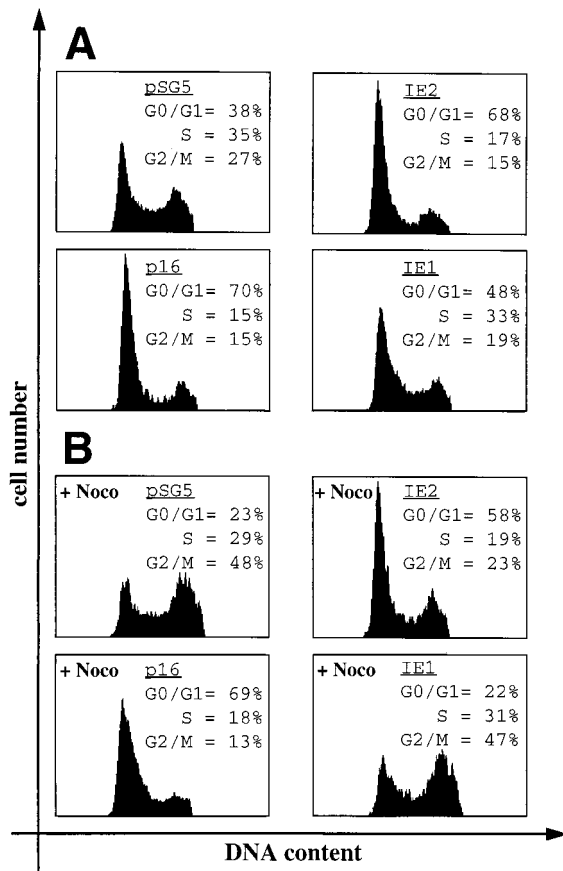 A
pSG5
G0/G1= 38%
S = 35%
G2/M = 27%
IE2
G0/G1= 68%
S = 17%
G2/M = 15%
p16
G0/G1= 70%
S = 15%
G2/M = 15%
IE1
G0/G1= 48%
S = 33%
G2/M = 19%
cell number
B
+ Noco
pSG5
G0/G1= 23%
S = 29%
G2/M = 48%
+ Noco
IE2
G0/G1= 58%
S = 19%
G2/M = 23%
+ Noco
p16
G0/G1= 69%
S = 18%
G2/M = 13%
+ Noco
IE1
G0/G1= 22%
S = 31%
G2/M = 47%
DNA content